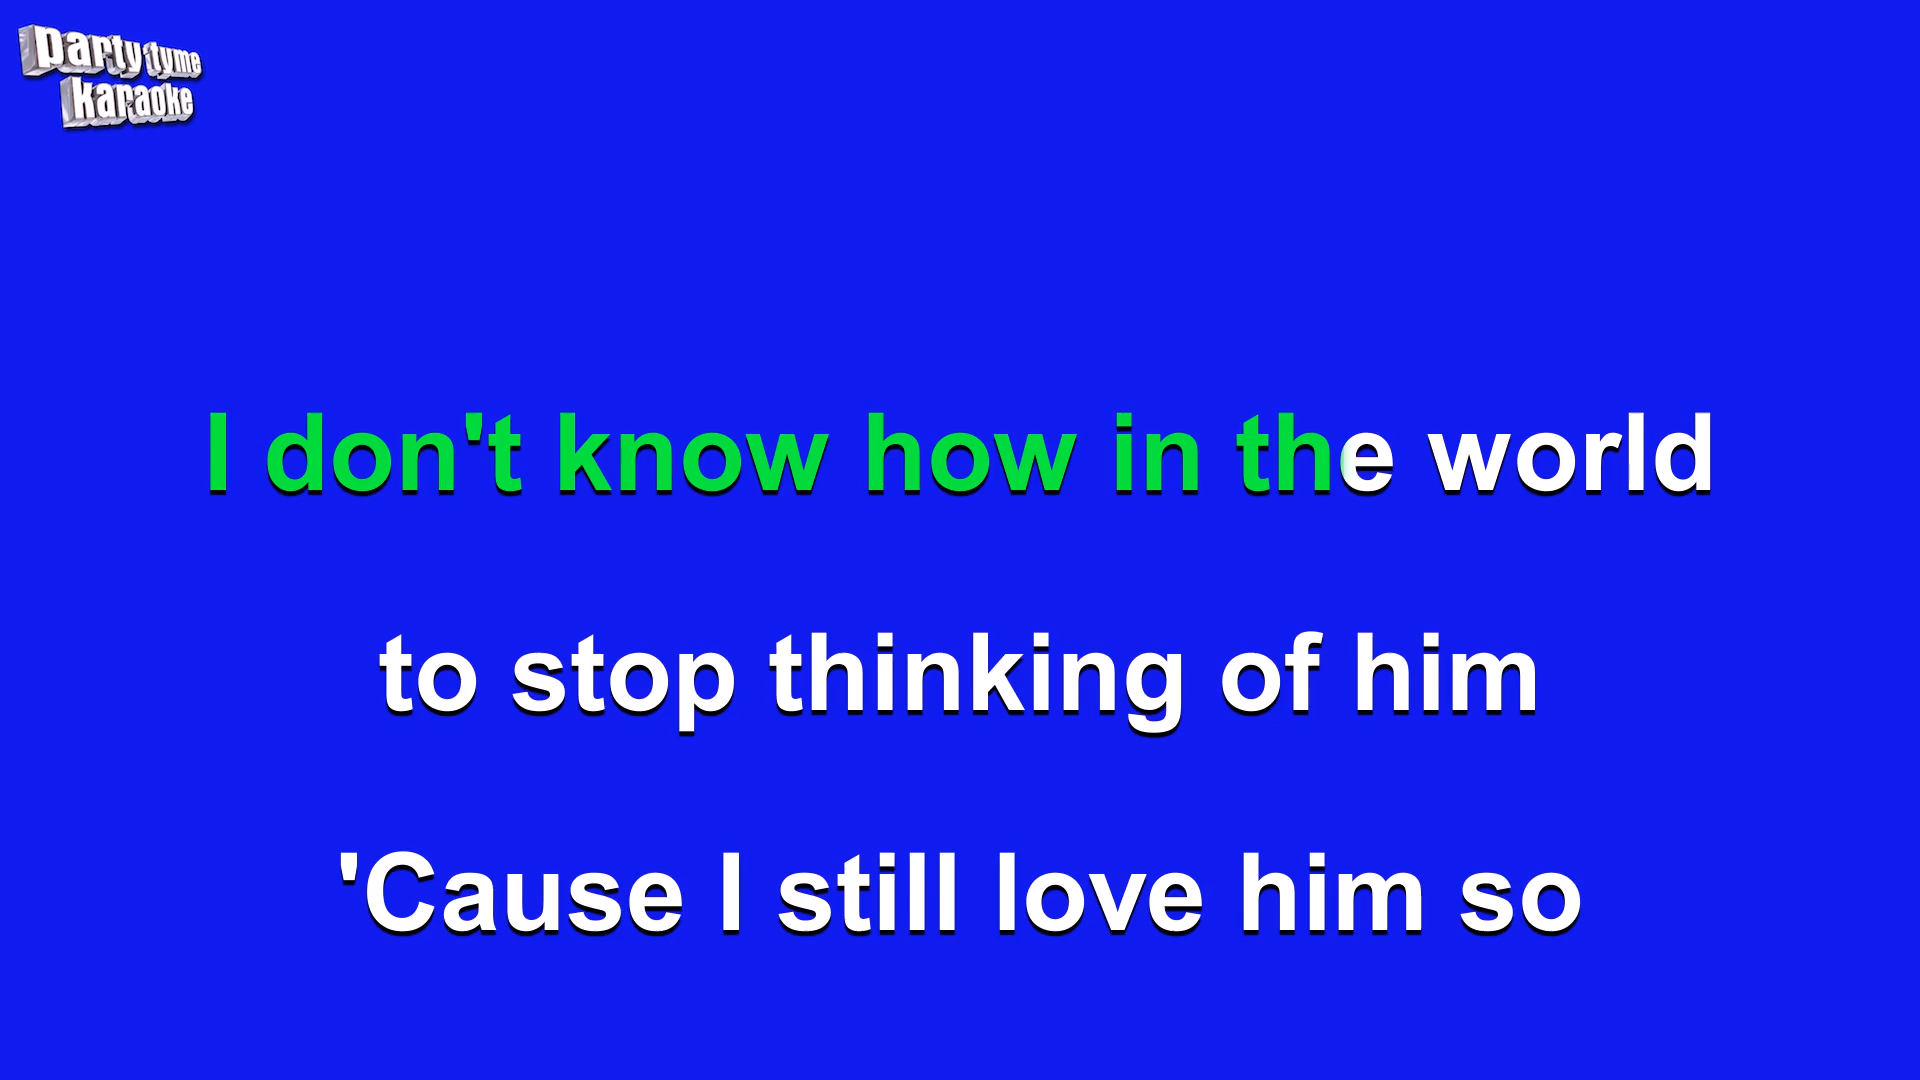 party tyme
karaoke
I don't know how in the world
to stop thinking of him
'Cause I still love him so